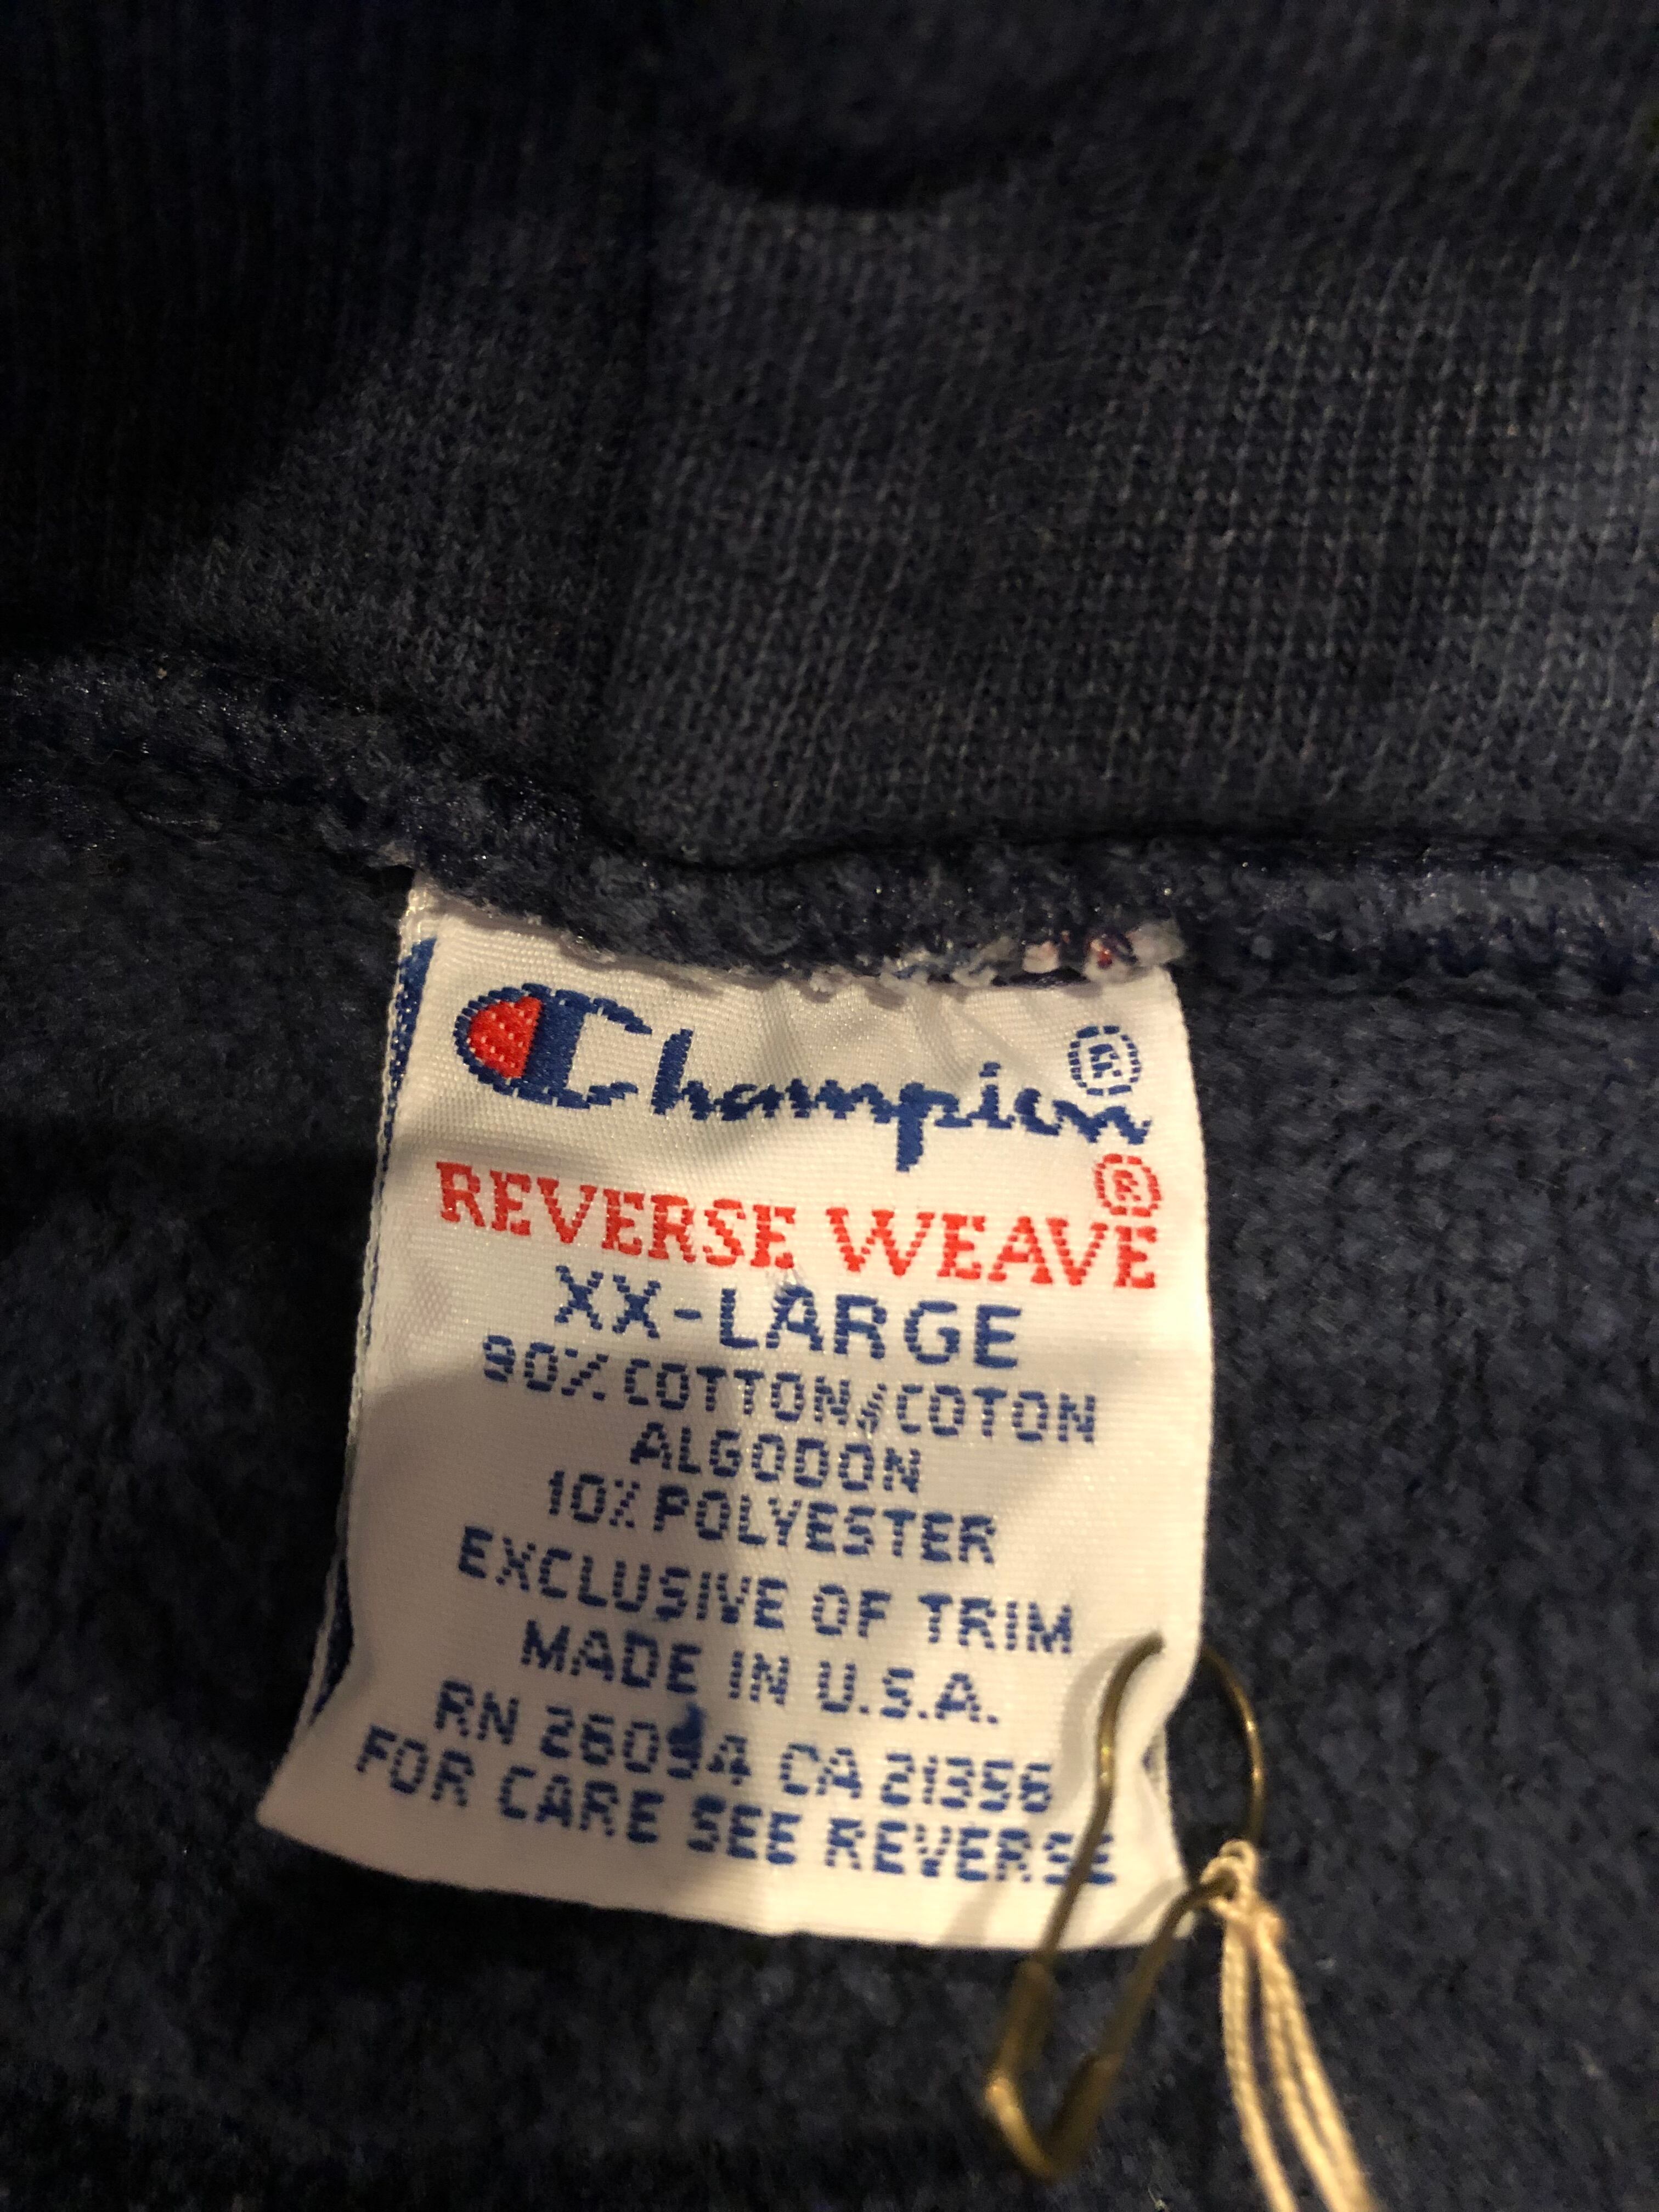 Champion®
REVERSE WEAVE®
XX-LARGE
90% COTTON/COTON
ALGODON
10% POLYESTER
EXCLUSIVE OF TRIM
MADE IN U.S.A.
RN 26094 CA 21356
FOR CARE SEE REVERSE